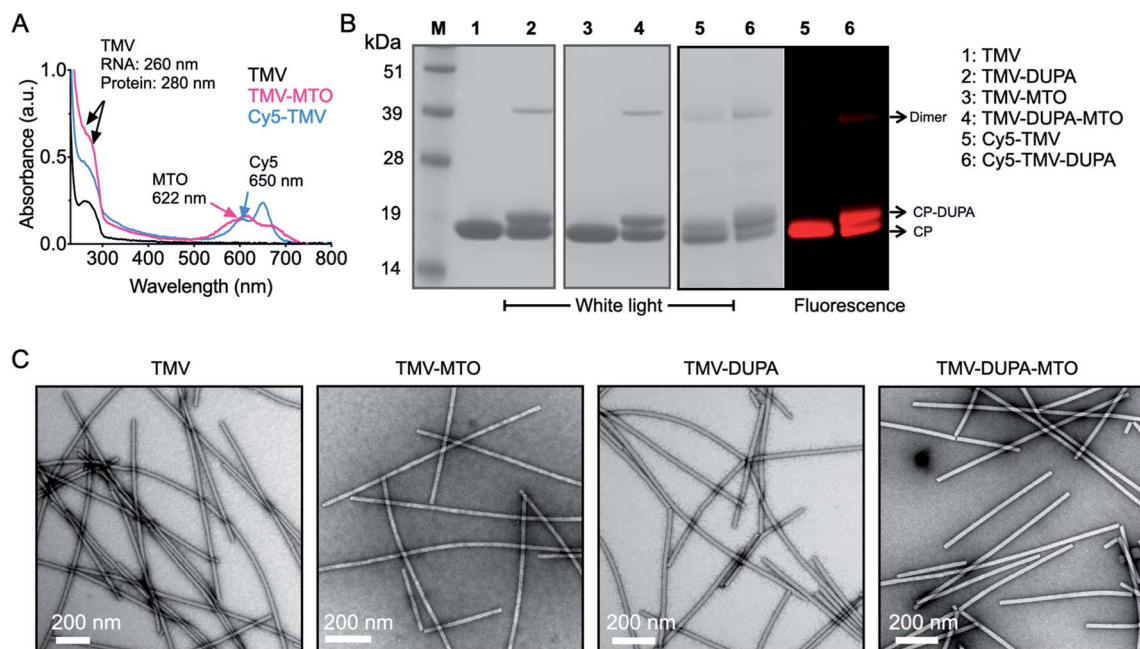 A
TMV
RNA: 260 nm
Protein: 280 nm
TMV
TMV-MTO
Cy5-TMV
MTO
622 nm
Cy5
650 nm
Absorbance (a.u.)
1.0
0.5
0.0
300 400 500 600 700 800
Wavelength (nm)
B
kDa
M 1 2 3 4 5 6 5 6
51
39
28
19
14
Dimer
CP-DUPA
CP
White light
Fluorescence
1: TMV
2: TMV-DUPA
3: TMV-MTO
4: TMV-DUPA-MTO
5: Cy5-TMV
6: Cy5-TMV-DUPA
C
TMV
TMV-MTO
TMV-DUPA
TMV-DUPA-MTO
200 nm
200 nm
200 nm
200 nm